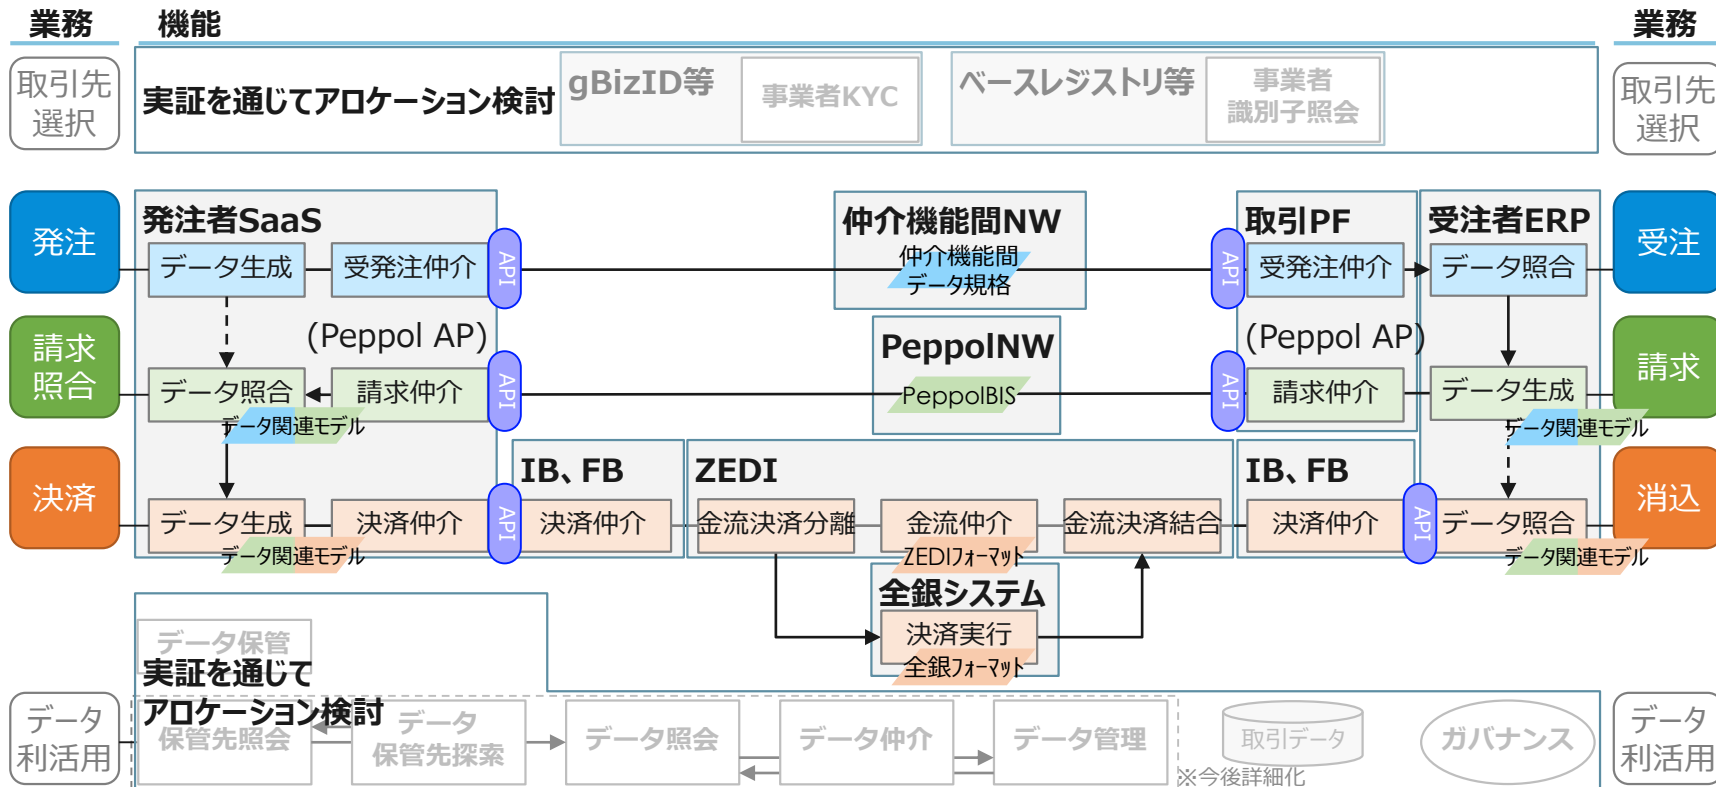 業務
機能
業務
取引先
選択
実証を通じてアロケーション検討
gBizID等
事業者KYC
ベースレジストリ等
事業者
識別子照会
取引先
選択
発注
発注者SaaS
データ生成
受発注仲介
API
仲介機能間NW
仲介機能間
データ規格
API
取引PF
受発注仲介
受注者ERP
データ照合
受注
請求
照合
(Peppol AP)
データ照合
請求仲介
API
データ関連モデル
PeppolNW
PeppolBIS
API
(Peppol AP)
請求仲介
データ生成
データ関連モデル
請求
決済
データ生成
決済仲介
API
データ関連モデル
IB、FB
決済仲介
ZEDI
金流決済分離
金流仲介
ZEDIフォーマット
金流決済結合
IB、FB
決済仲介
API
データ照合
データ関連モデル
消込
全銀システム
決済実行
全銀フォーマット
データ保管
実証を通じて
アロケーション検討
データ
利活用
保管先照会
データ
保管先探索
データ照会
データ仲介
データ管理
取引データ
ガバナンス
※今後詳細化
データ
利活用